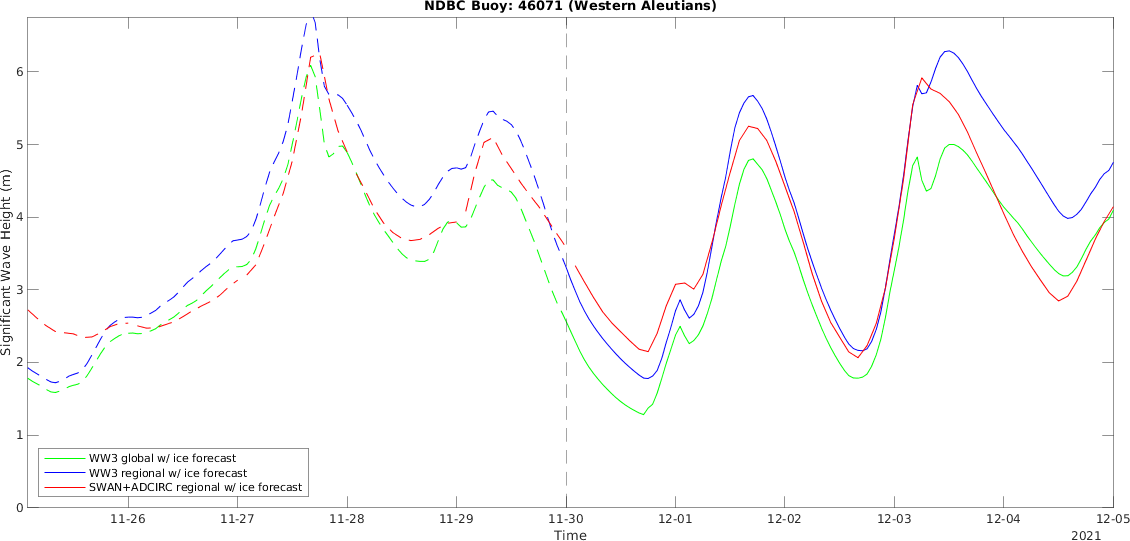 NDBC Buoy: 46071 (Western Aleutians)
Significant Wave Height (m)
6
5
4
3
2
1
0
WW3 global w/ ice forecast
WW3 regional w/ ice forecast
SWAN+ADCIRC regional w/ ice forecast
11-26 11-27 11-28 11-29 11-30 12-01 12-02 12-03 12-04 12-05
Time
2021